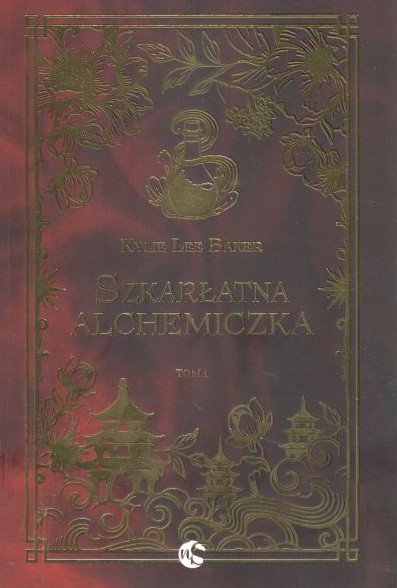 Kylie Lee Baker
Szkarłatna
Alchemiczka
TOM 1